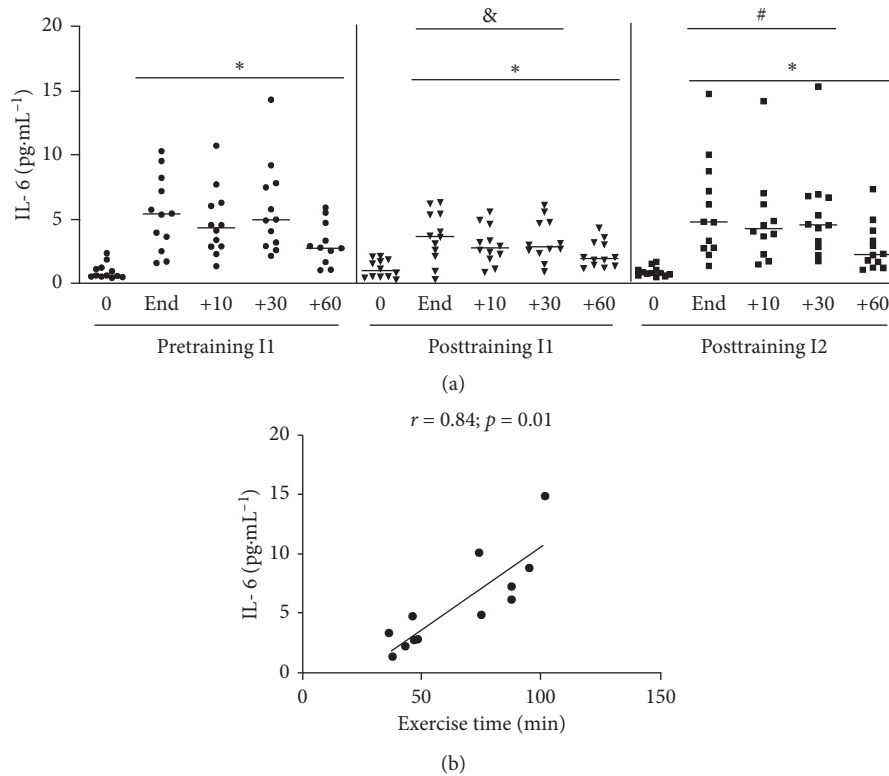 & #
* * *
20
15
10
5
0
IL- 6 (pg·mL⁻¹)
0 End +10 +30 +60 0 End +10 +30 +60 0 End +10 +30 +60
Pretraining I1 Posttraining I1 Posttraining I2
(a)
r = 0.84; p = 0.01
20
15
10
5
0
IL- 6 (pg·mL⁻¹)
0 50 100 150
Exercise time (min)
(b)